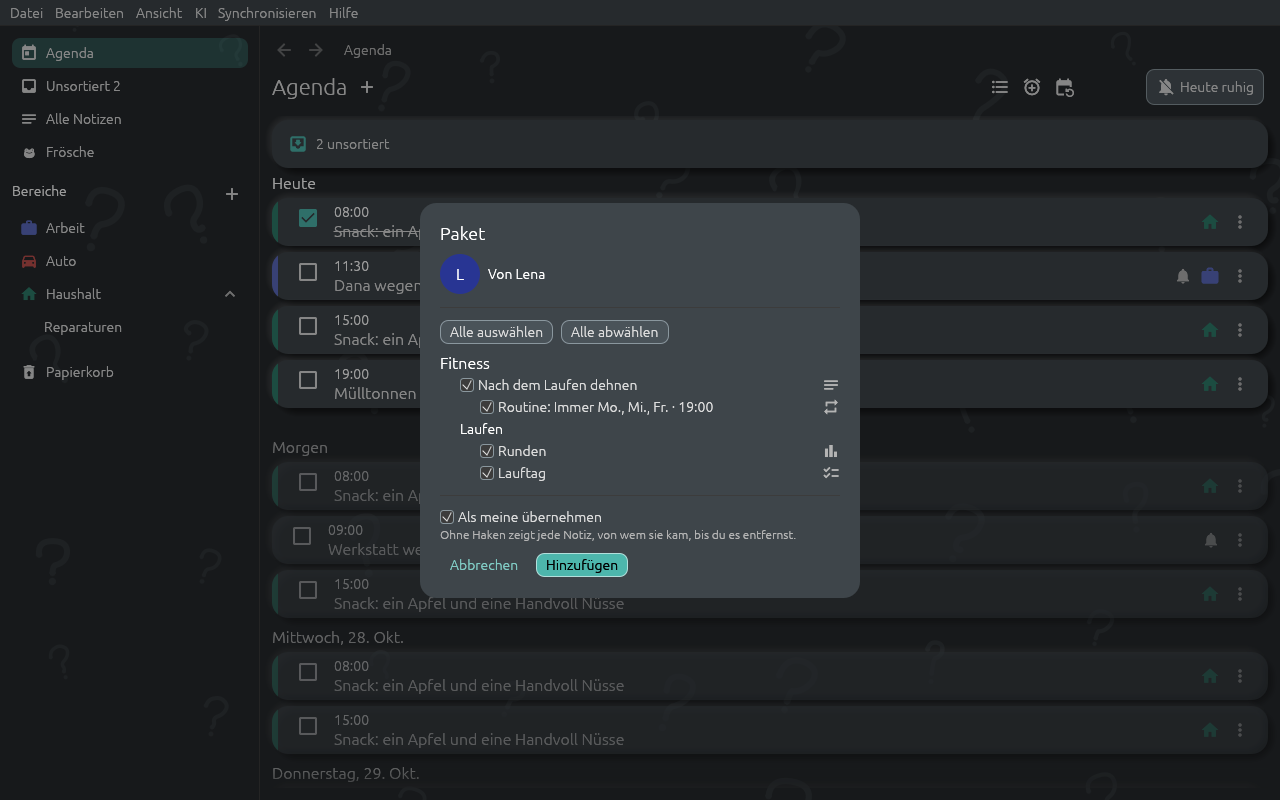 Datei Bearbeiten Ansicht KI Synchronisieren Hilfe
Agenda
Unsortiert 2
Alle Notizen
Frösche
Bereiche
Arbeit
Auto
Haushalt
Reparaturen
Papierkorb
Agenda
Agenda
Heute ruhig
2 unsortiert
Heute
08:00
Snack: ein Ap
11:30
Dana wegen
15:00
Snack: ein Ap
19:00
Mülltonnen
Morgen
08:00
Snack: ein Ap
09:00
Werkstatt we
15:00
Snack: ein Apfel und eine Handvoll Nüsse
Mittwoch, 28. Okt.
08:00
Snack: ein Apfel und eine Handvoll Nüsse
15:00
Snack: ein Apfel und eine Handvoll Nüsse
Donnerstag, 29. Okt.
Paket
L
Von Lena
Alle auswählen
Alle abwählen
Fitness
Nach dem Laufen dehnen
Routine: Immer Mo., Mi., Fr. · 19:00
Laufen
Runden
Lauftag
Als meine übernehmen
Ohne Haken zeigt jede Notiz, von wem sie kam, bis du es entfernst.
Abbrechen
Hinzufügen